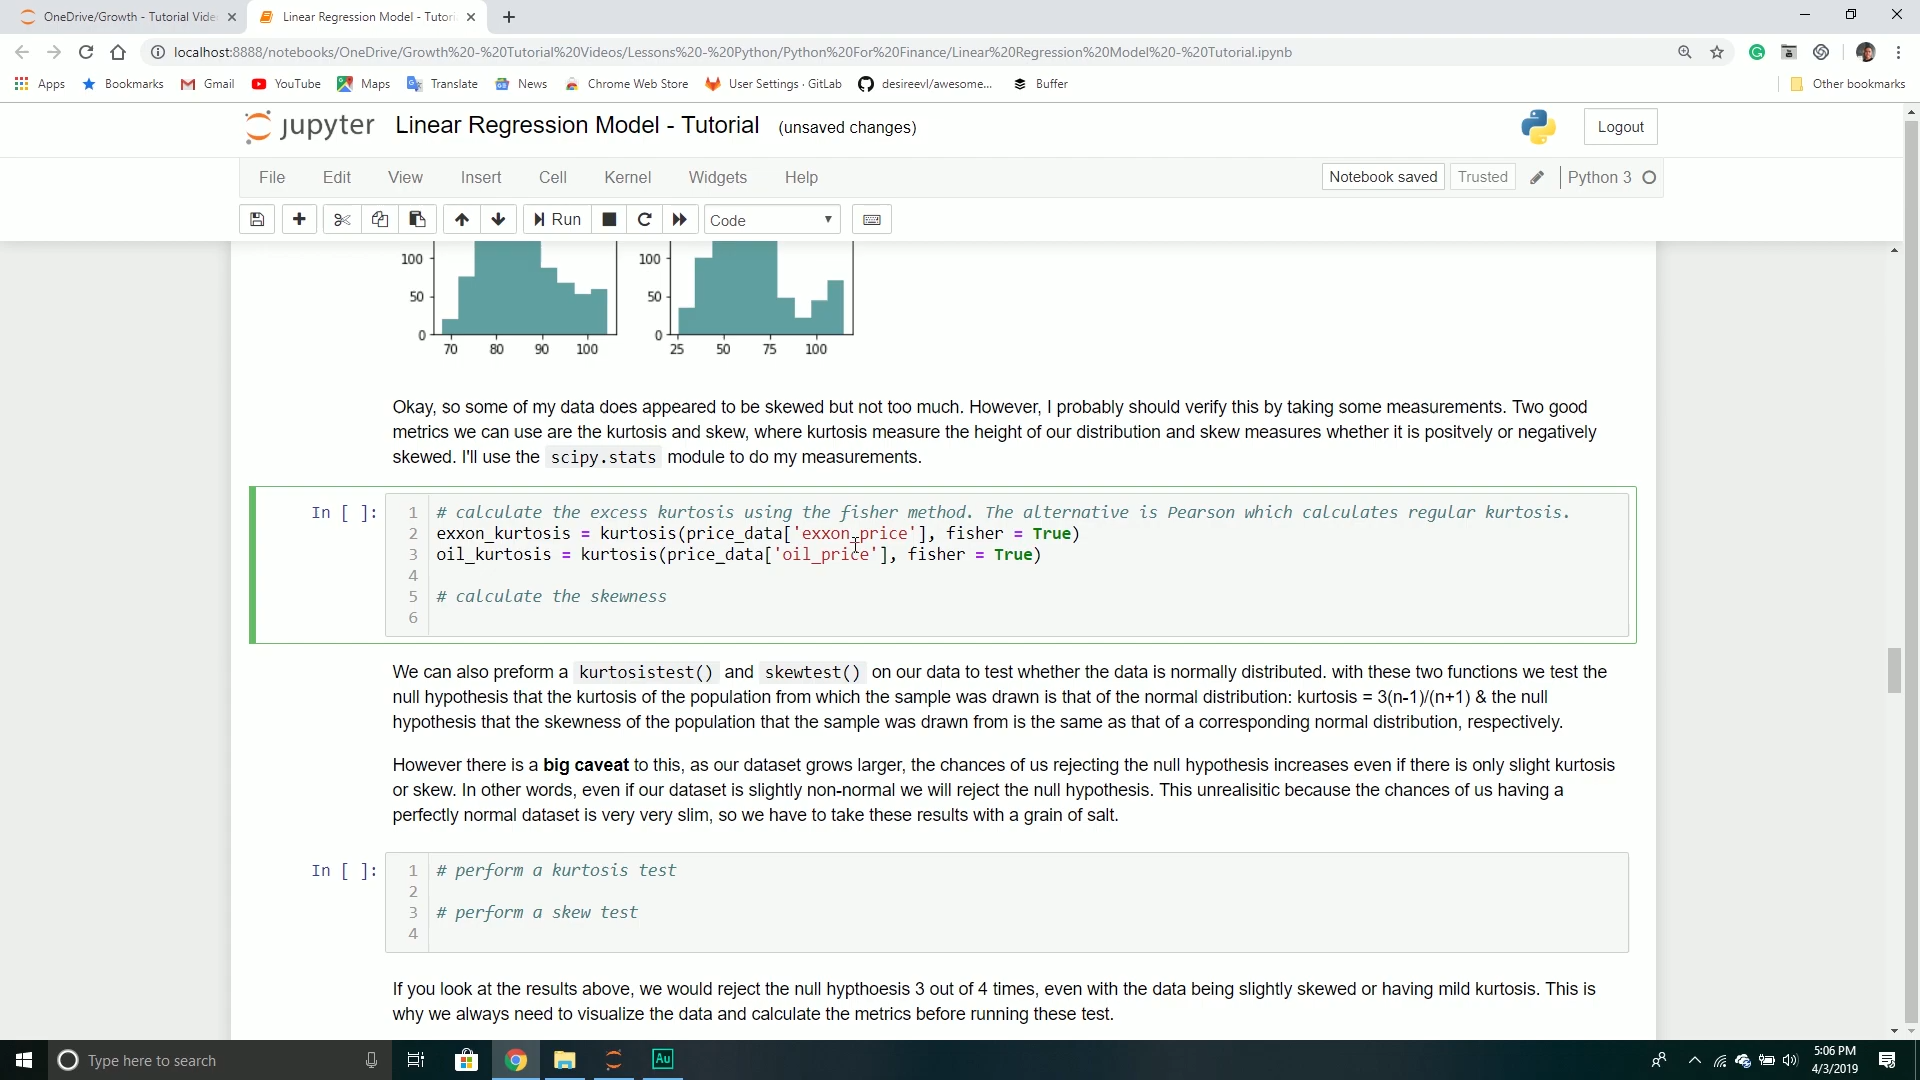 OneDrive/Growth - Tutorial Vide
Linear Regression Model - Tutori
localhost:8888/notebooks/OneDrive/Growth%20-%20Tutorial%20Videos/Lessons%20-%20Python/Python%20For%20Finance/Linear%20Regression%20Model%20-%20Tutorial.ipynb
Apps Bookmarks Gmail YouTube Maps Translate News Chrome Web Store User Settings · GitLab desireevl/awesome... Buffer Other bookmarks
jupyter Linear Regression Model - Tutorial (unsaved changes) Logout
File Edit View Insert Cell Kernel Widgets Help Notebook saved Trusted Python 3
Run Code
100 100
50 50
0 0
70 80 90 100 25 50 75 100
Okay, so some of my data does appeared to be skewed but not too much. However, I probably should verify this by taking some measurements. Two good
metrics we can use are the kurtosis and skew, where kurtosis measure the height of our distribution and skew measures whether it is positvely or negatively
skewed. I'll use the scipy.stats module to do my measurements.
In [ ]: 1 # calculate the excess kurtosis using the fisher method. The alternative is Pearson which calculates regular kurtosis.
2 exxon_kurtosis = kurtosis(price_data['exxon_price'], fisher = True)
3 oil_kurtosis = kurtosis(price_data['oil_price'], fisher = True)
4
5 # calculate the skewness
6
We can also preform a kurtosistest() and skewtest() on our data to test whether the data is normally distributed. with these two functions we test the
null hypothesis that the kurtosis of the population from which the sample was drawn is that of the normal distribution: kurtosis = 3(n-1)/(n+1) & the null
hypothesis that the skewness of the population that the sample was drawn from is the same as that of a corresponding normal distribution, respectively.
However there is a big caveat to this, as our dataset grows larger, the chances of us rejecting the null hypothesis increases even if there is only slight kurtosis
or skew. In other words, even if our dataset is slightly non-normal we will reject the null hypothesis. This unrealisitic because the chances of us having a
perfectly normal dataset is very very slim, so we have to take these results with a grain of salt.
In [ ]: 1 # perform a kurtosis test
2
3 # perform a skew test
4
If you look at the results above, we would reject the null hypthoesis 3 out of 4 times, even with the data being slightly skewed or having mild kurtosis. This is
why we always need to visualize the data and calculate the metrics before running these test.
Type here to search
Au
5:06 PM
4/3/2019